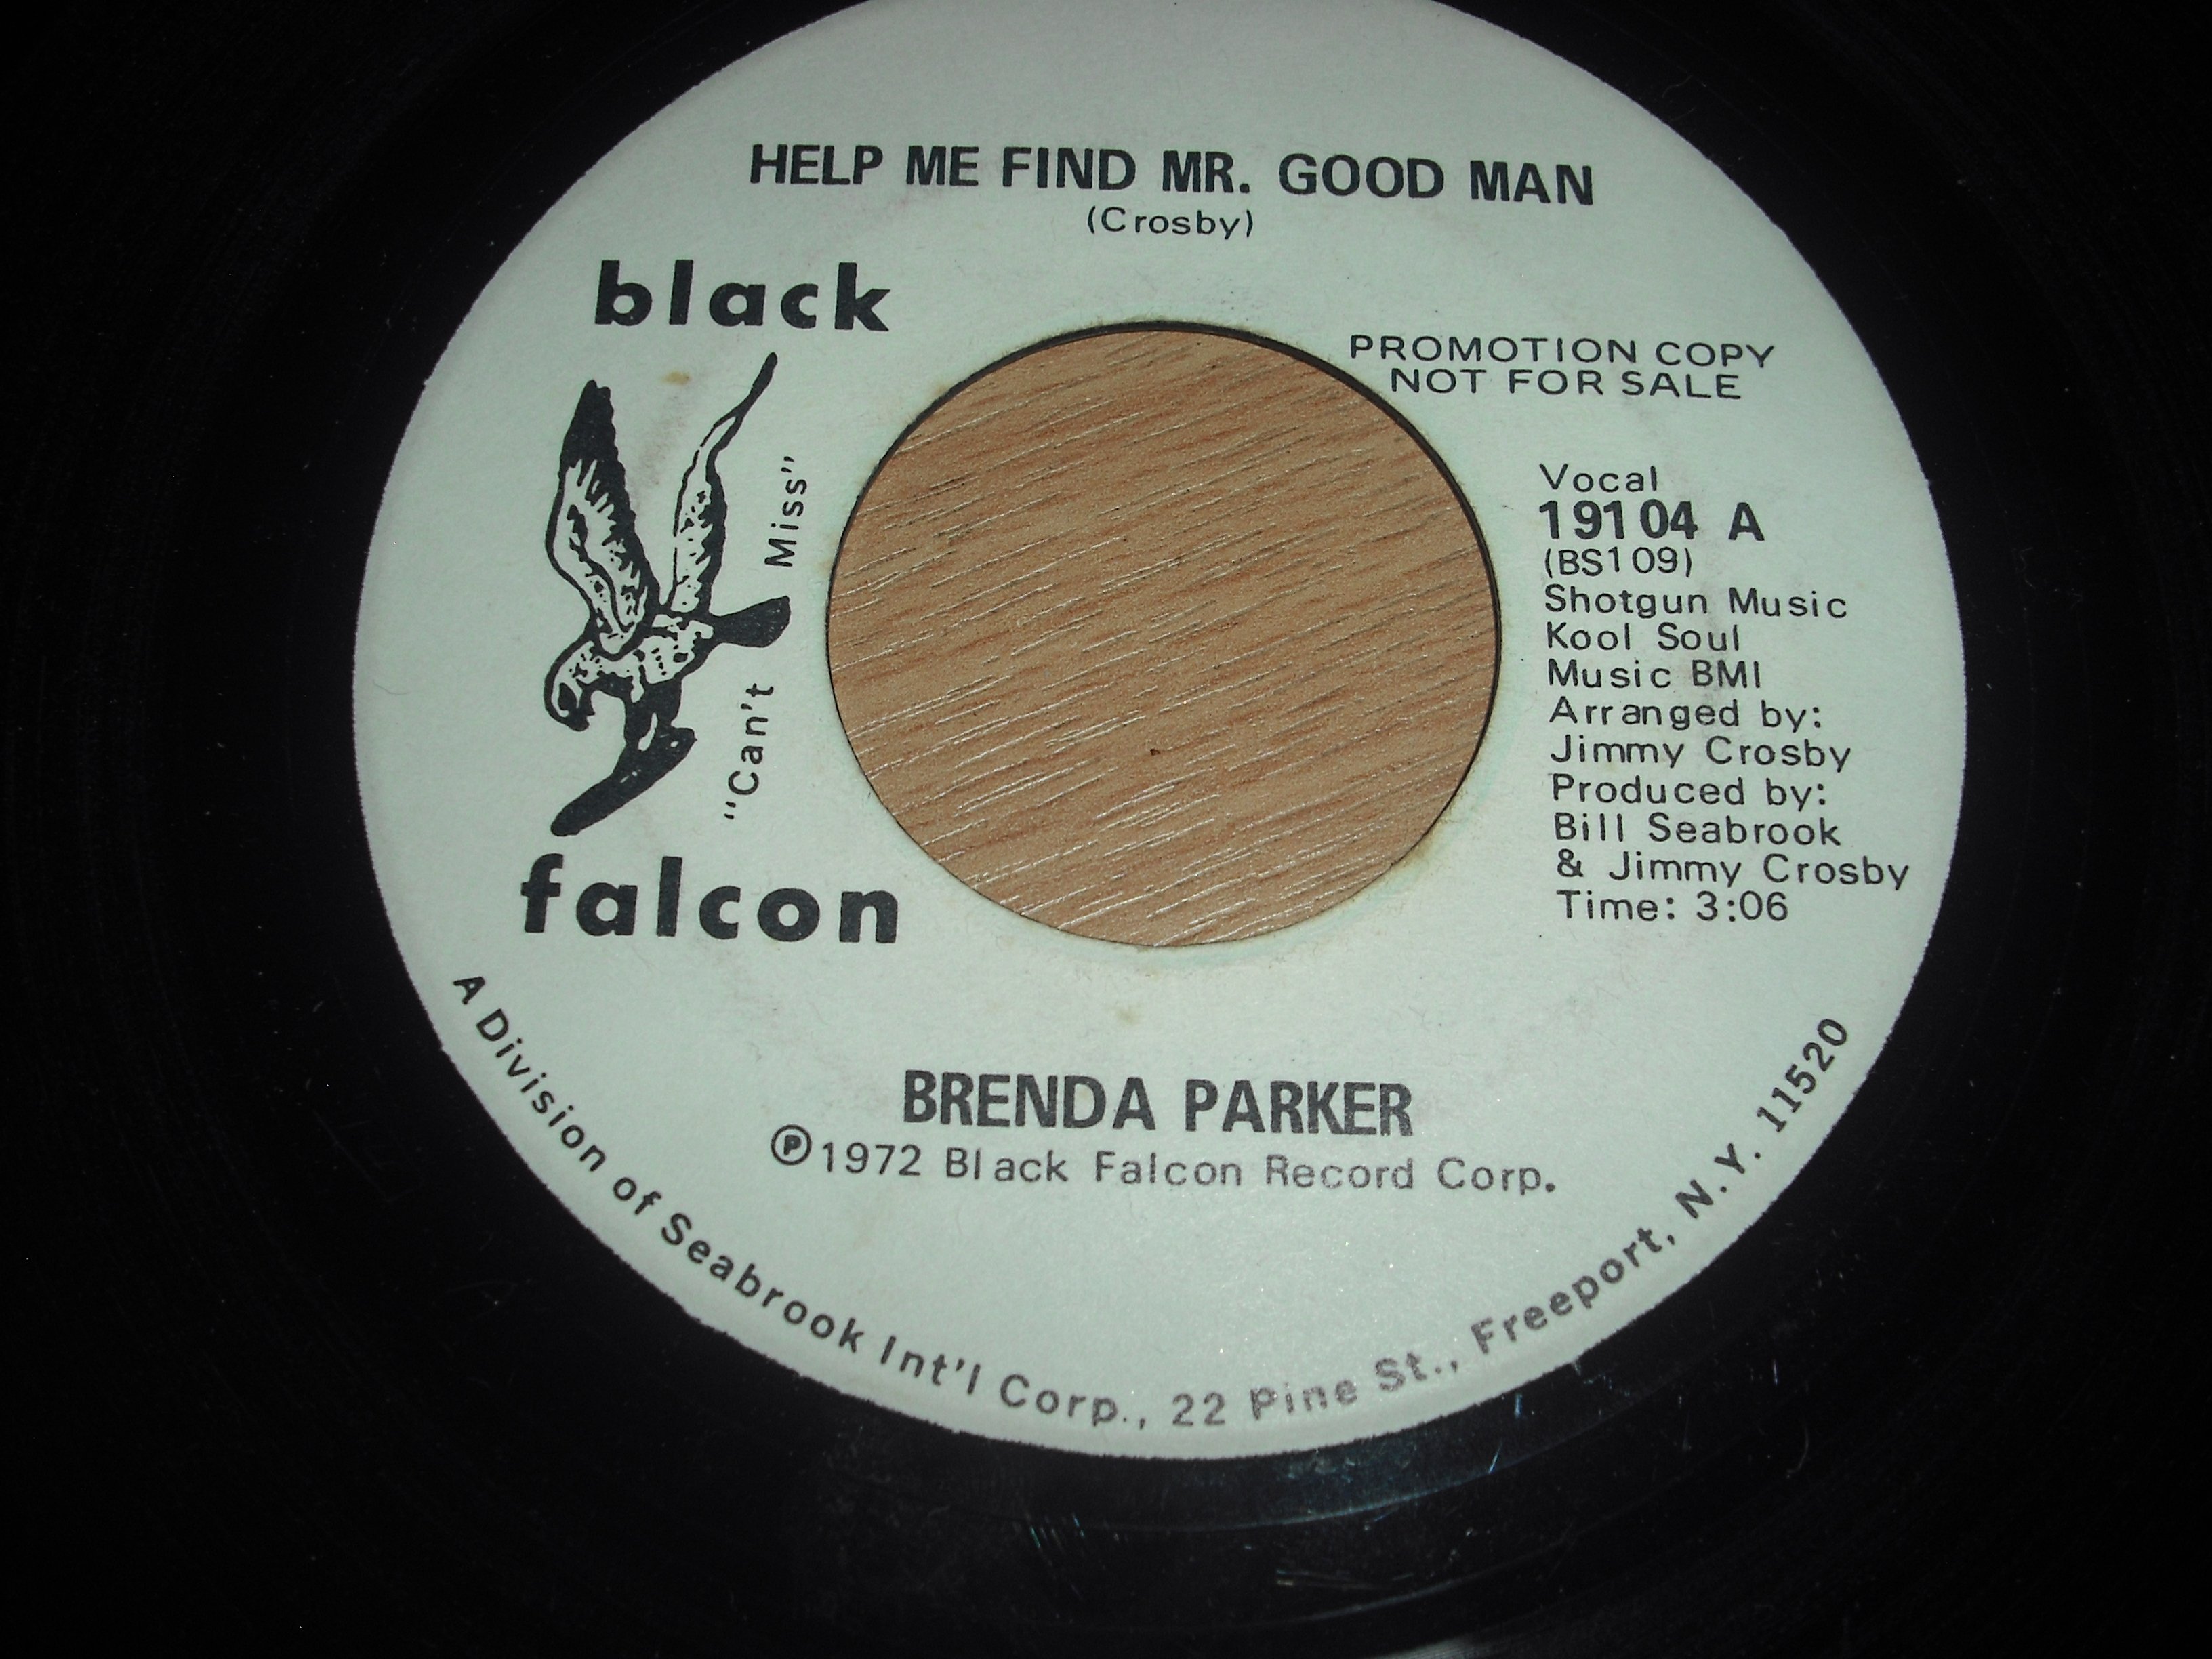 HELP ME FIND MR. GOOD MAN
(Crosby)
black
"Can't Miss"
falcon
PROMOTION COPY
NOT FOR SALE
Vocal
19104 A
(BS109)
Shotgun Music
Kool Soul
Music BMI
Arranged by:
Jimmy Crosby
Produced by:
Bill Seabrook
& Jimmy Crosby
Time: 3:06
BRENDA PARKER
℗1972 Black Falcon Record Corp.
A Division of Seabrook Int'l Corp., 22 Pine St., Freeport, N.Y. 11520